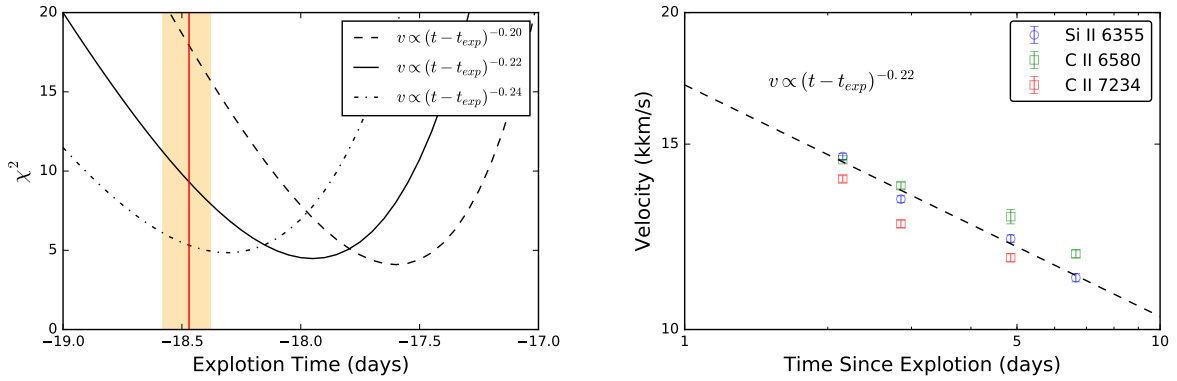 20
15
10
5
0
χ²
−19.0 −18.5 −18.0 −17.5 −17.0
Explotion Time (days)
v ∝ (t − t_exp)^−0.20
v ∝ (t − t_exp)^−0.22
v ∝ (t − t_exp)^−0.24
20
15
10
Velocity (kkm/s)
1 5 10
Time Since Explotion (days)
v ∝ (t − t_exp)^−0.22
Si II 6355
C II 6580
C II 7234